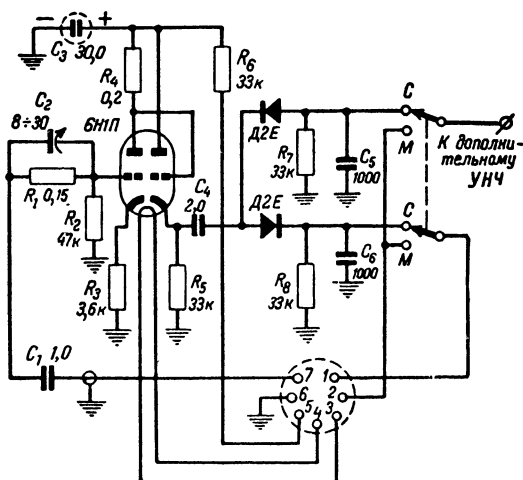 − +
C3 30,0
R4
0,2
R6
33к
C2
8÷30
6Н1П
R1 0,15
R2
47к
C4
2,0
Д2Е
R7
33к
C5
1000
С
М
К дополни-
тельному
УНЧ
Д2Е
R8
33к
C6
1000
С
М
R3
3,6к
R5
33к
C1 1,0
7
1
6
2
5
4
3